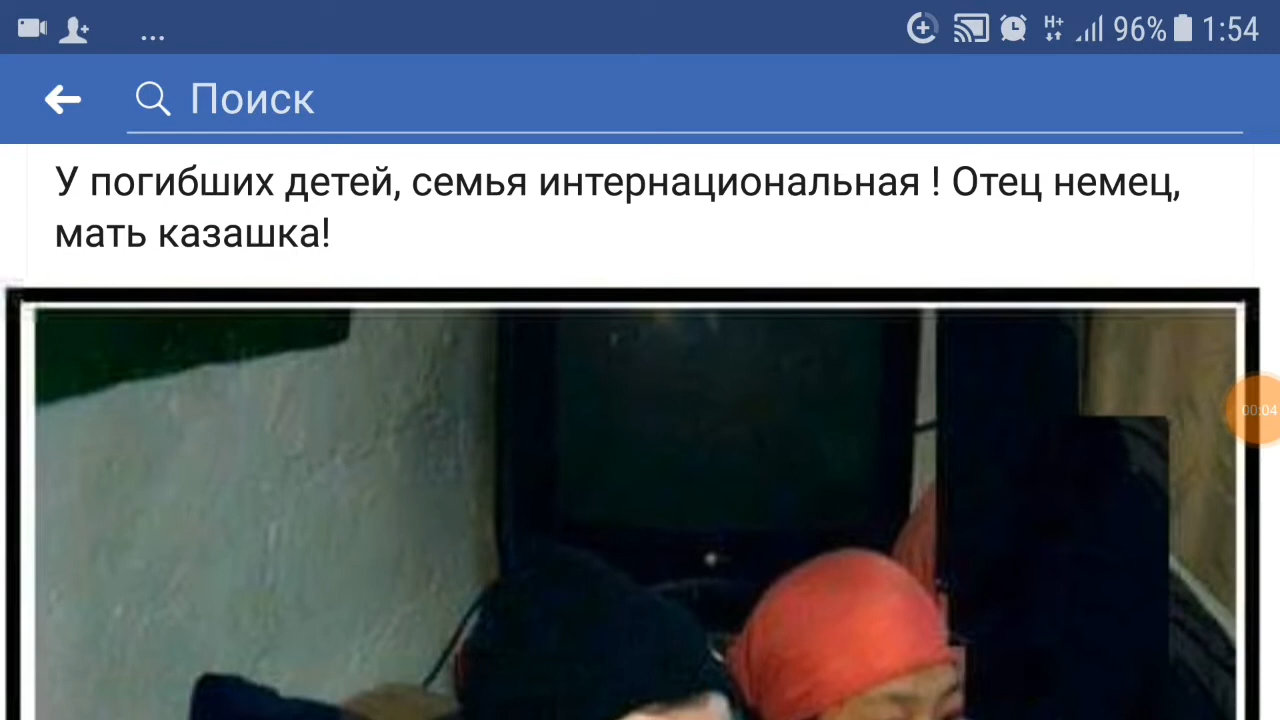 ... H+ 96% 1:54
Поиск
У погибших детей, семья интернациональная ! Отец немец,
мать казашка!
00:04